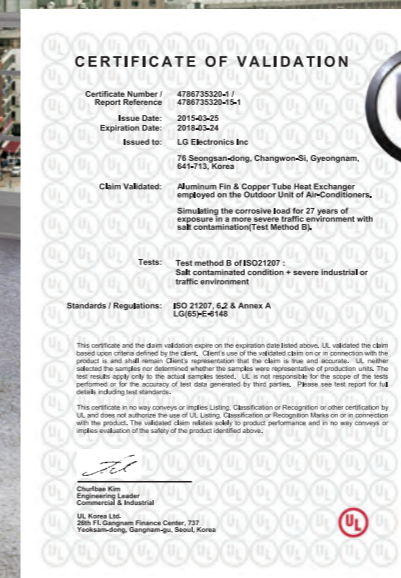 CERTIFICATE OF VALIDATION
Certificate Number / 4786735320-1 /
Report Reference 4786735320-15-1
Issue Date: 2015-03-25
Expiration Date: 2018-03-24
Issued to: LG Electronics Inc
76 Seongsan-dong, Changwon-Si, Gyeongnam,
641-713, Korea
Claim Validated: Aluminum Fin & Copper Tube Heat Exchanger
employed on the Outdoor Unit of Air-Conditioners.
Simulating the corrosive load for 27 years of
exposure in a more severe traffic environment with
salt contamination(Test Method B).
Tests: Test method B of ISO21207 :
Salt contaminated condition + severe industrial or
traffic environment
Standards / Regulations: ISO 21207, 6.2 & Annex A
LG(65)-E-6148
This certificate and the claim validation expire on the expiration date listed above. UL validated the claim
based upon criteria defined by the client. Client's use of the validated claim on or in connection with the
product is and shall remain Client's representation that the claim is true and accurate. UL neither
selected the samples nor determined whether the samples were representative of production units. The
test results apply only to the actual samples tested. UL is not responsible for the scope of the tests
performed or for the accuracy of test data generated by third parties. Please see test report for full
details including test standards.
This certificate in no way conveys or implies Listing, Classification or Recognition or other certification by
UL and does not authorize the use of UL Listing, Classification or Recognition Marks on or in connection
with the product. The validated claim relates solely to product performance and in no way conveys or
implies evaluation of the safety of the product identified above.
Churlbae Kim
Engineering Leader
Commercial & Industrial
UL Korea Ltd.
26th Fl. Gangnam Finance Center, 737
Yeoksam-dong, Gangnam-gu, Seoul, Korea
UL